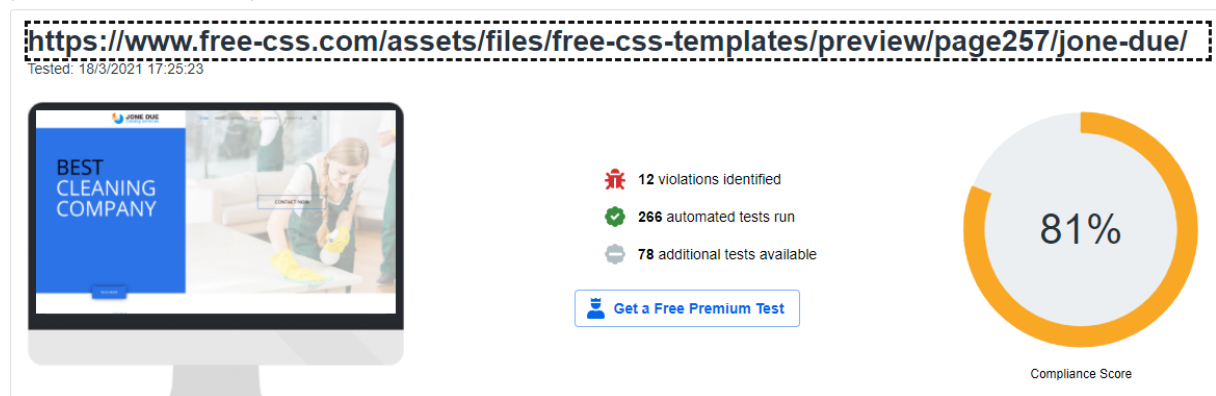 https://www.free-css.com/assets/files/free-css-templates/preview/page257/jone-due/
Tested: 18/3/2021 17:25:23
JONE DUE
BEST
CLEANING
COMPANY
CONTACT NOW
12 violations identified
266 automated tests run
78 additional tests available
Get a Free Premium Test
81%
Compliance Score